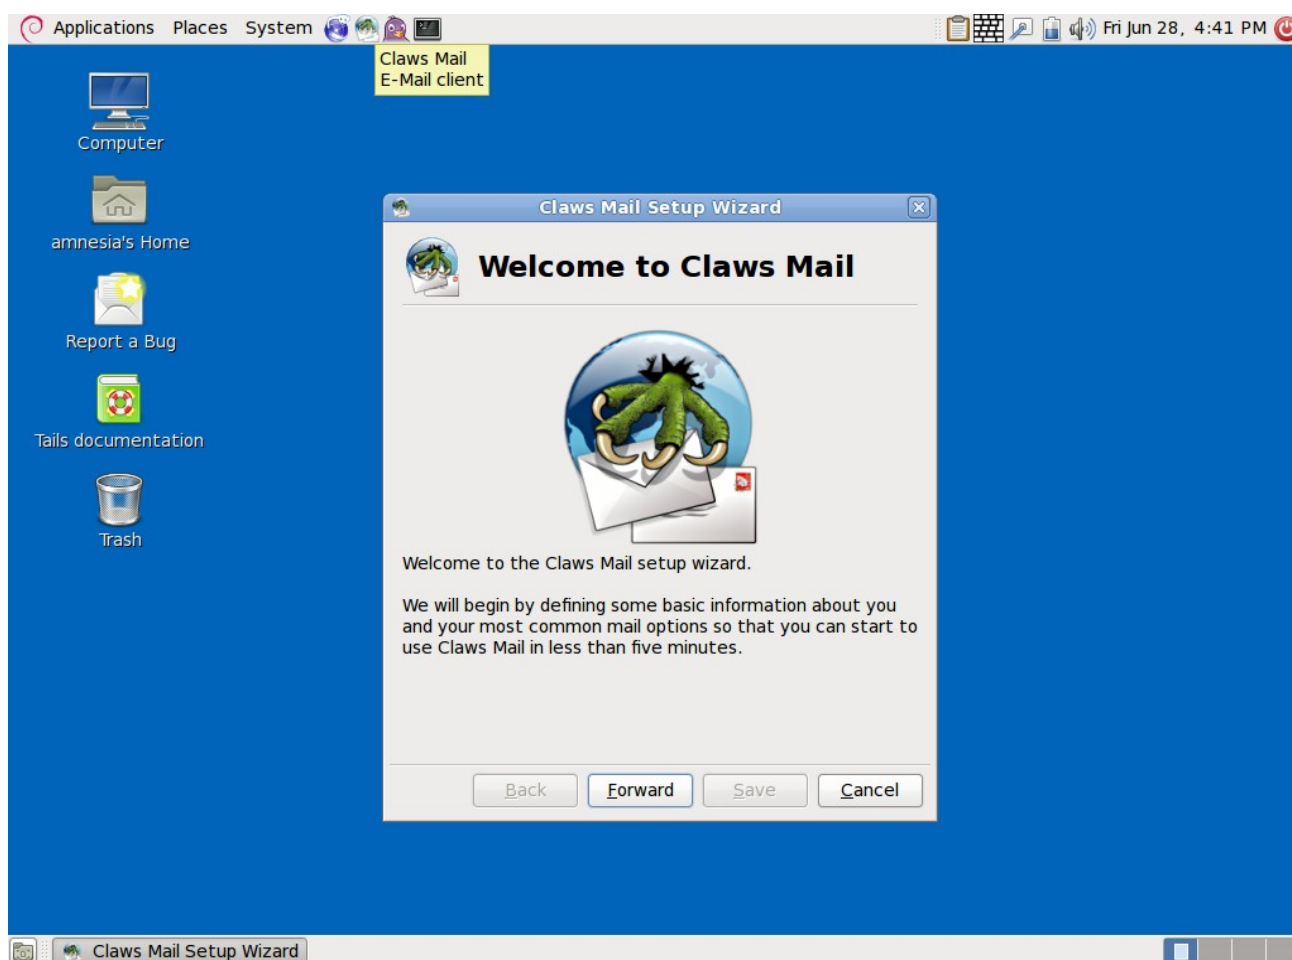 Applications Places System Fri Jun 28, 4:41 PM
Claws Mail
E-Mail client
Computer
amnesia's Home
Report a Bug
Tails documentation
Trash
Claws Mail Setup Wizard
Welcome to Claws Mail
Welcome to the Claws Mail setup wizard.
We will begin by defining some basic information about you
and your most common mail options so that you can start to
use Claws Mail in less than five minutes.
Back Forward Save Cancel
Claws Mail Setup Wizard